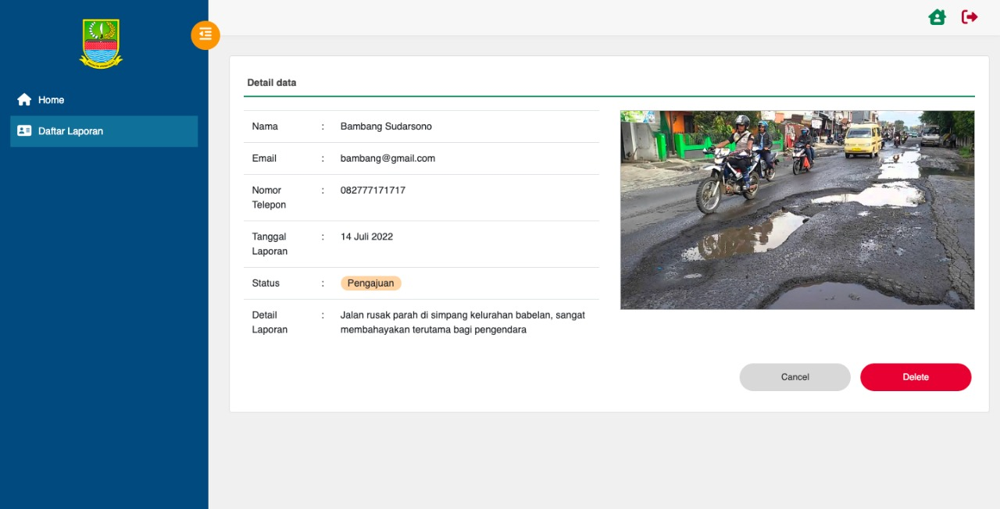 Home
Daftar Laporan
Detail data
Nama : Bambang Sudarsono
Email : bambang@gmail.com
Nomor Telepon : 082777171717
Tanggal Laporan : 14 Juli 2022
Status : Pengajuan
Detail Laporan : Jalan rusak parah di simpang kelurahan babelan, sangat
membahayakan terutama bagi pengendara
Cancel
Delete